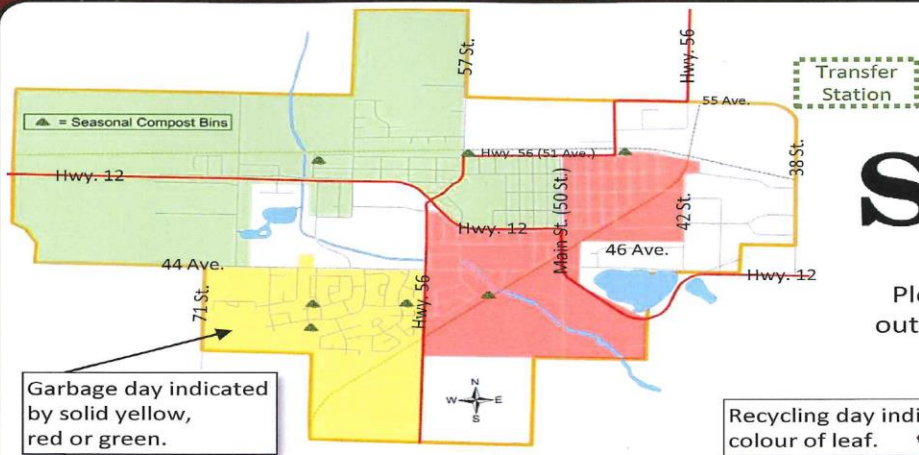 57 St.
Hwy. 56
Transfer
Station
55 Ave.
= Seasonal Compost Bins
Hwy. 56 (51 Ave.)
38 St.
Hwy. 12
Main St. (50 St.)
42 St.
Hwy. 12
46 Ave.
44 Ave.
Hwy. 12
71 St.
Hwy. 56
N
W E
S
Garbage day indicated
by solid yellow,
red or green.
S
Recycling day indi
colour of leaf.